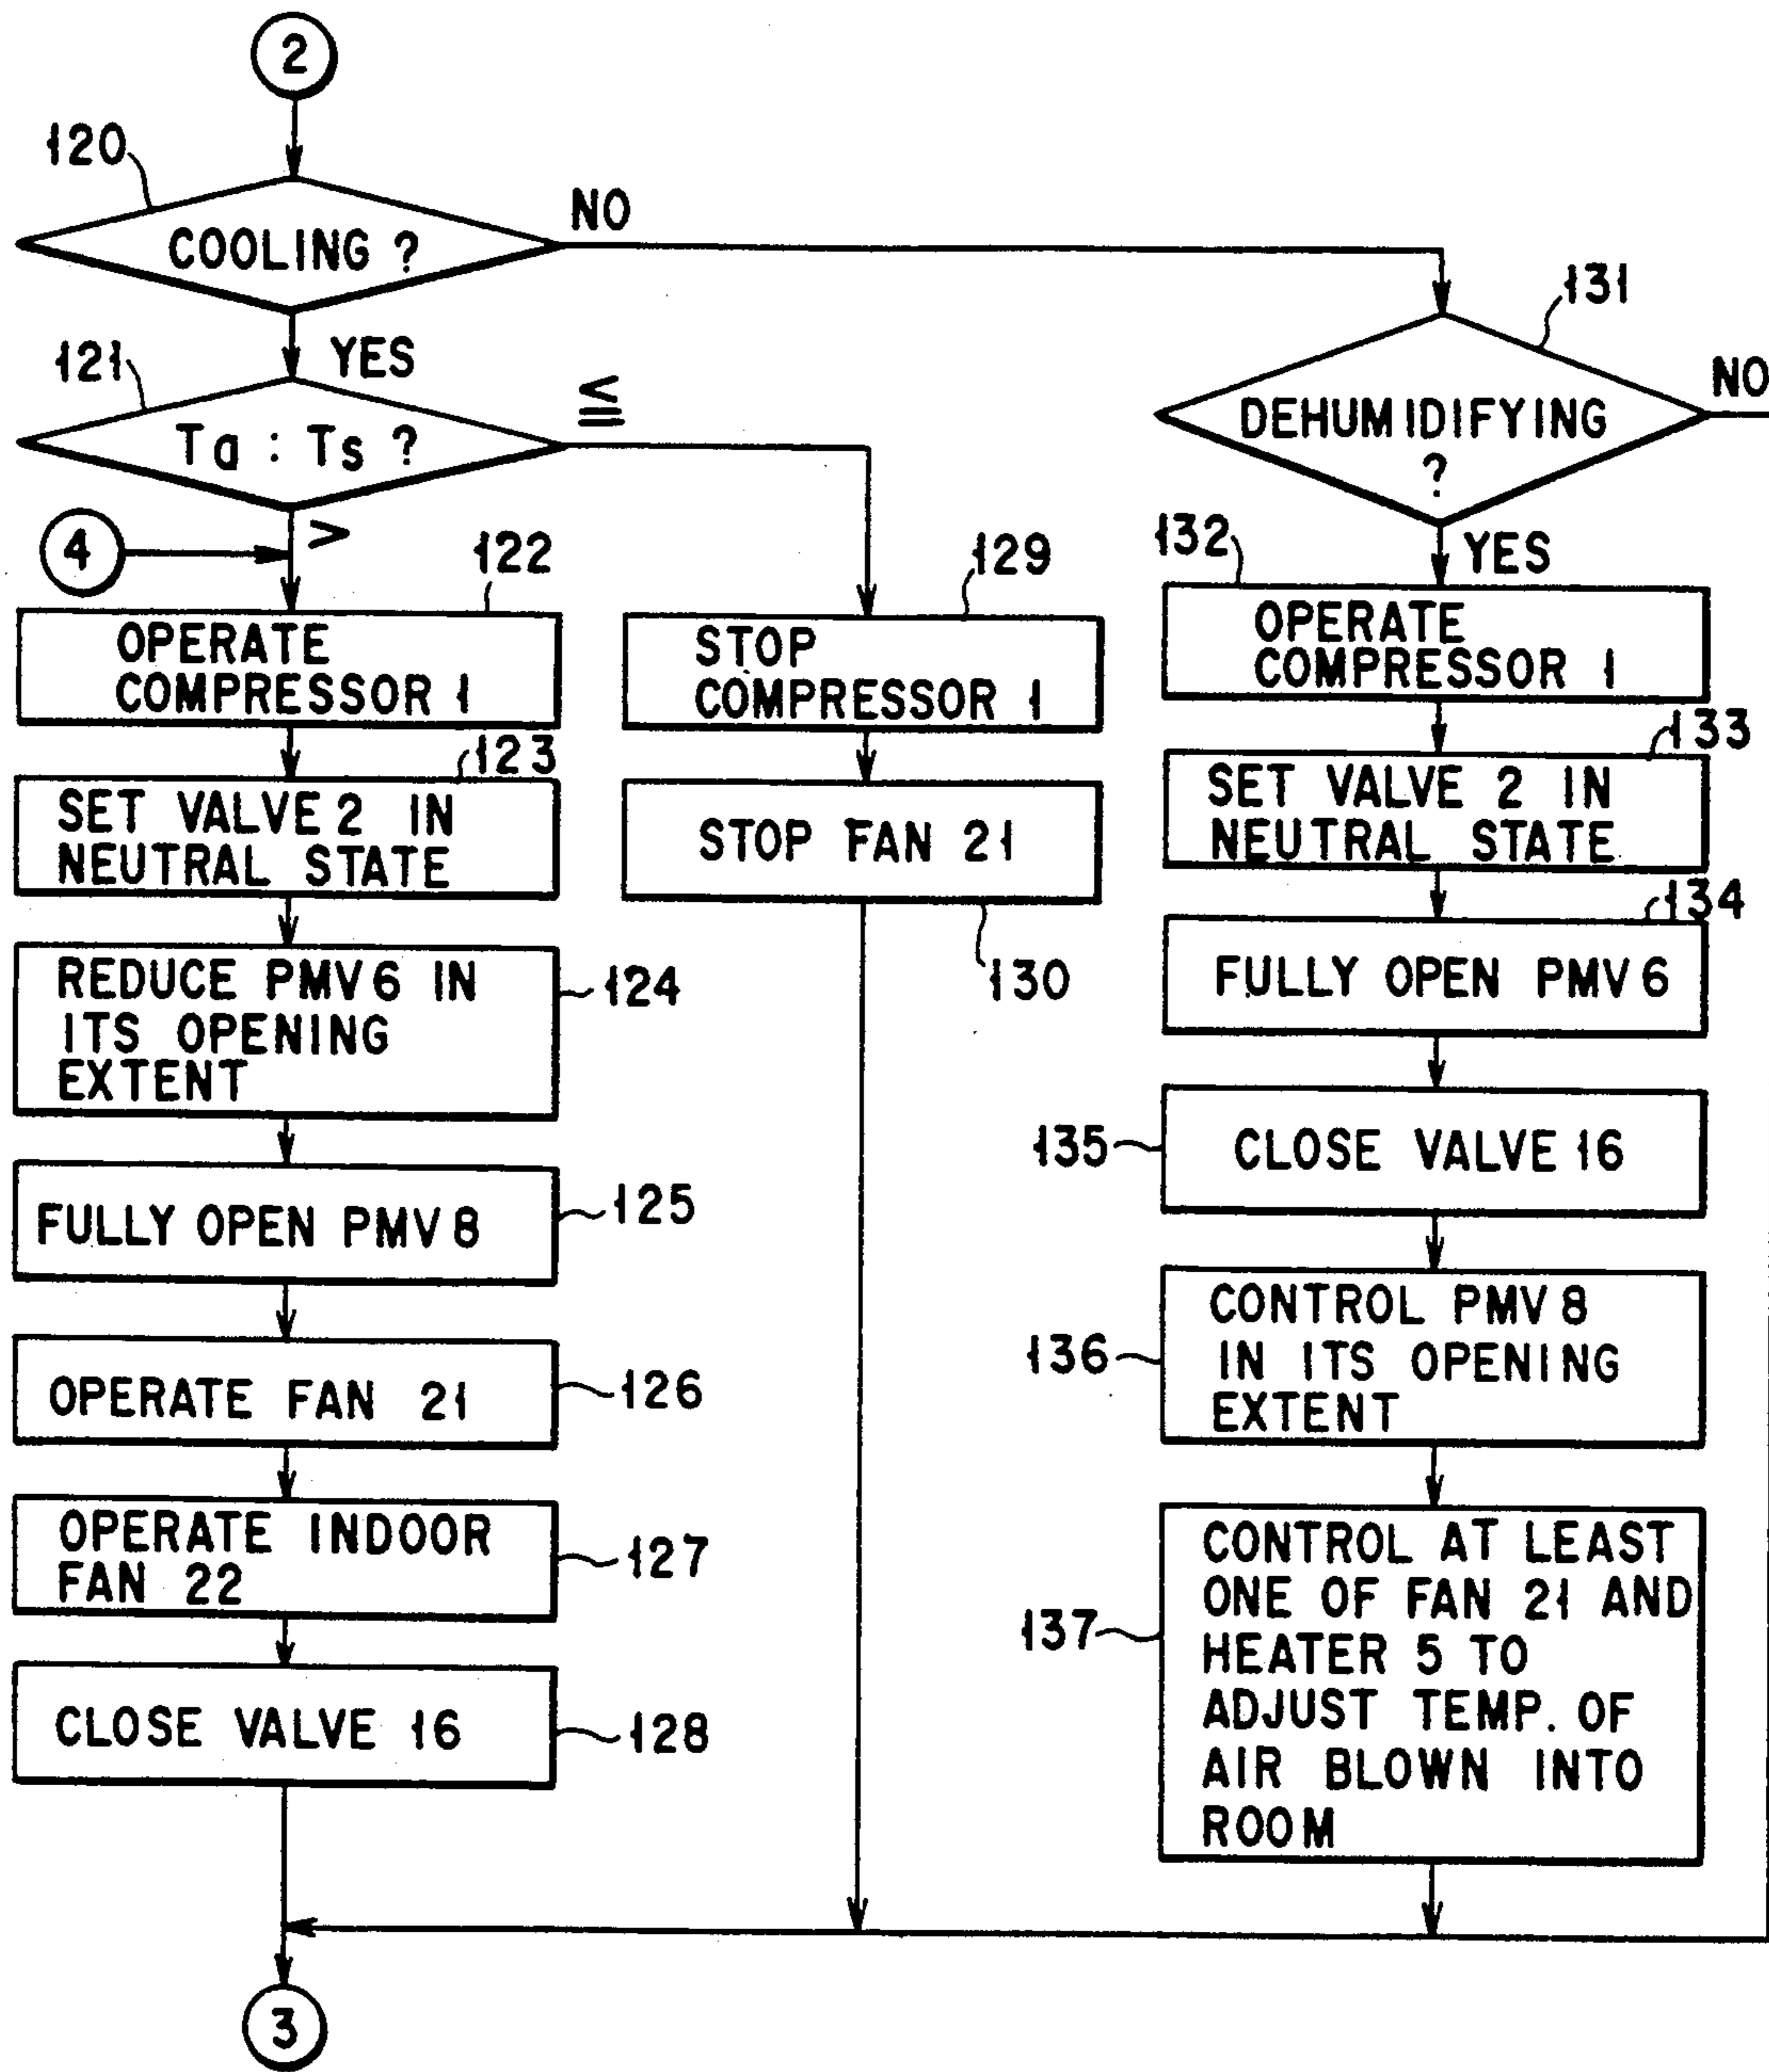 2
120
COOLING ?
NO
YES
121
Ta : Ts ?
≦
>
4
122
OPERATE
COMPRESSOR 1
123
SET VALVE 2 IN
NEUTRAL STATE
REDUCE PMV 6 IN
ITS OPENING
EXTENT
124
FULLY OPEN PMV 8
125
OPERATE FAN 21
126
OPERATE INDOOR
FAN 22
127
CLOSE VALVE 16
128
129
STOP
COMPRESSOR 1
STOP FAN 21
130
131
DEHUMIDIFYING
?
NO
YES
132
OPERATE
COMPRESSOR 1
133
SET VALVE 2 IN
NEUTRAL STATE
134
FULLY OPEN PMV 6
135
CLOSE VALVE 16
136
CONTROL PMV 8
IN ITS OPENING
EXTENT
137
CONTROL AT LEAST
ONE OF FAN 21 AND
HEATER 5 TO
ADJUST TEMP. OF
AIR BLOWN INTO
ROOM
3